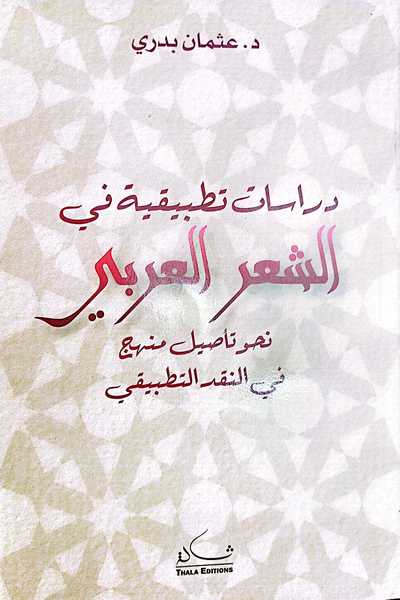 د. عثمان بدري
دراسات تطبيقية في
الشعر العربي
نحو تأصيل منهج
في النقد التطبيقي
ثالة
THALA EDITIONS